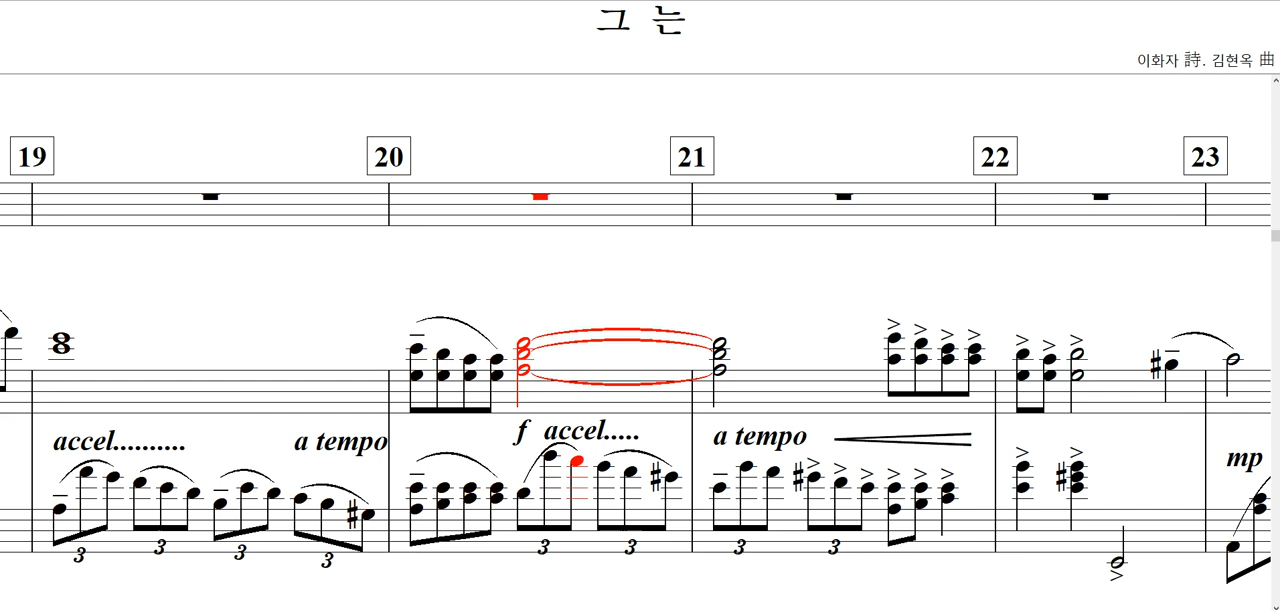 그 는
이화자 詩. 김현옥 曲
19 20 21 22 23
accel.......... a tempo f accel..... a tempo mp
3 3 3 3 3 3 3 3